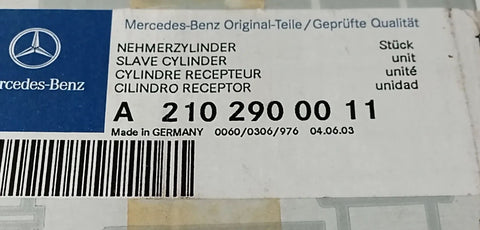 Mercedes-Benz Original-Teile/Geprüfte Qualität
NEHMERZYLINDER Stück
SLAVE CYLINDER unit
CYLINDRE RECEPTEUR unité
CILINDRO RECEPTOR unidad
rcedes-Benz
A 210 290 00 11
Made in GERMANY 0060/0306/976 04.06.03